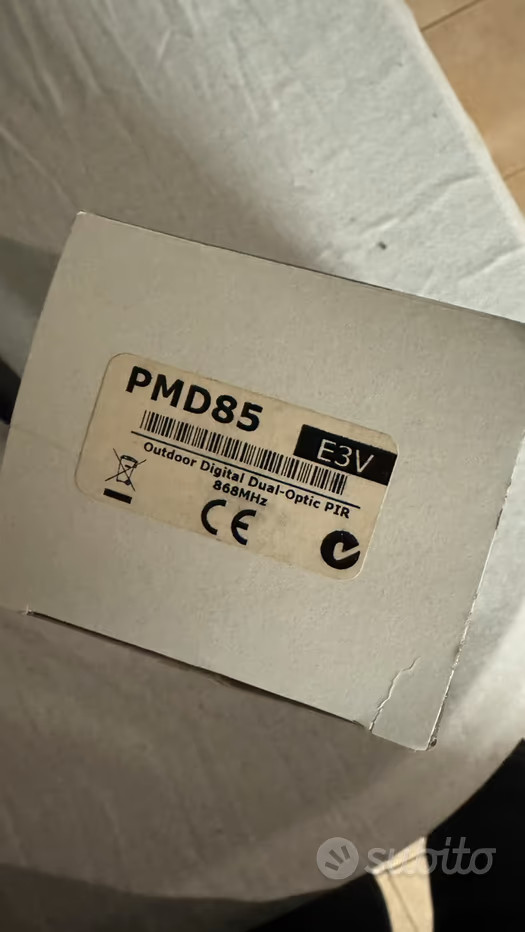 PMD85
E3V
Outdoor Digital Dual-Optic PIR
868MHz
CE
subito